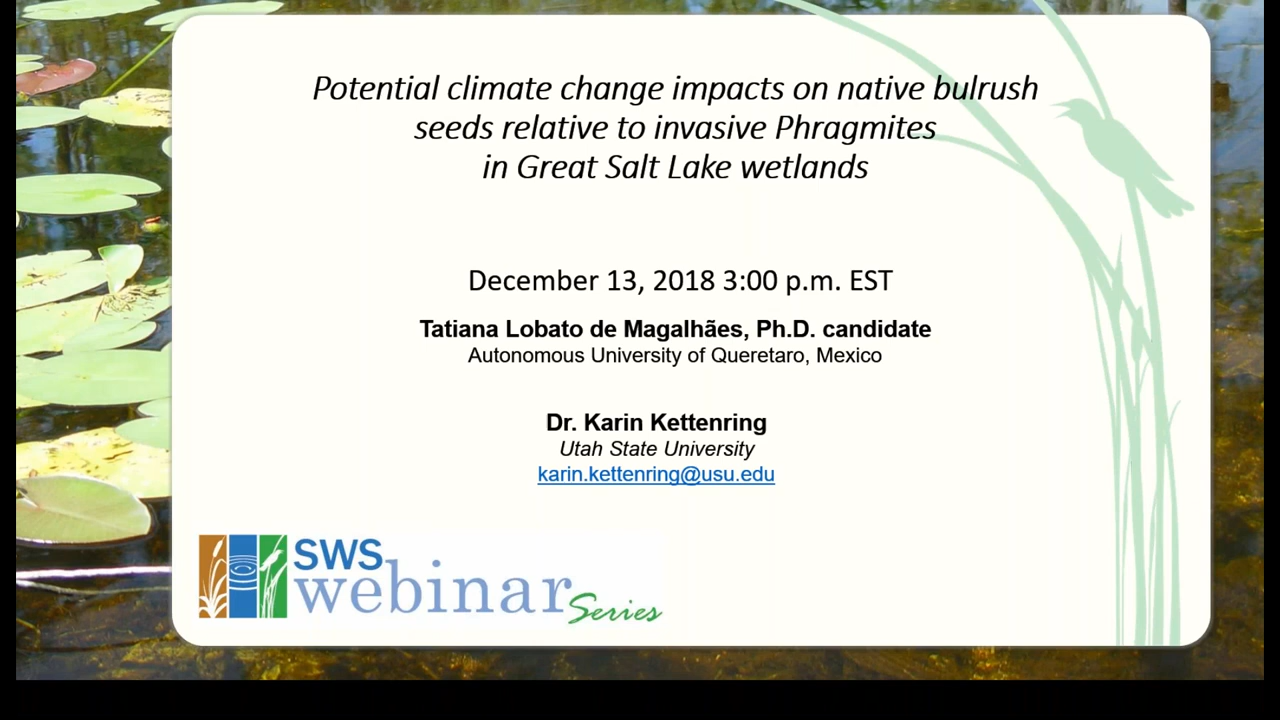 Potential climate change impacts on native bulrush
seeds relative to invasive Phragmites
in Great Salt Lake wetlands
December 13, 2018 3:00 p.m. EST
Tatiana Lobato de Magalhães, Ph.D. candidate
Autonomous University of Queretaro, Mexico
Dr. Karin Kettenring
Utah State University
karin.kettenring@usu.edu
SWS
webinar Series